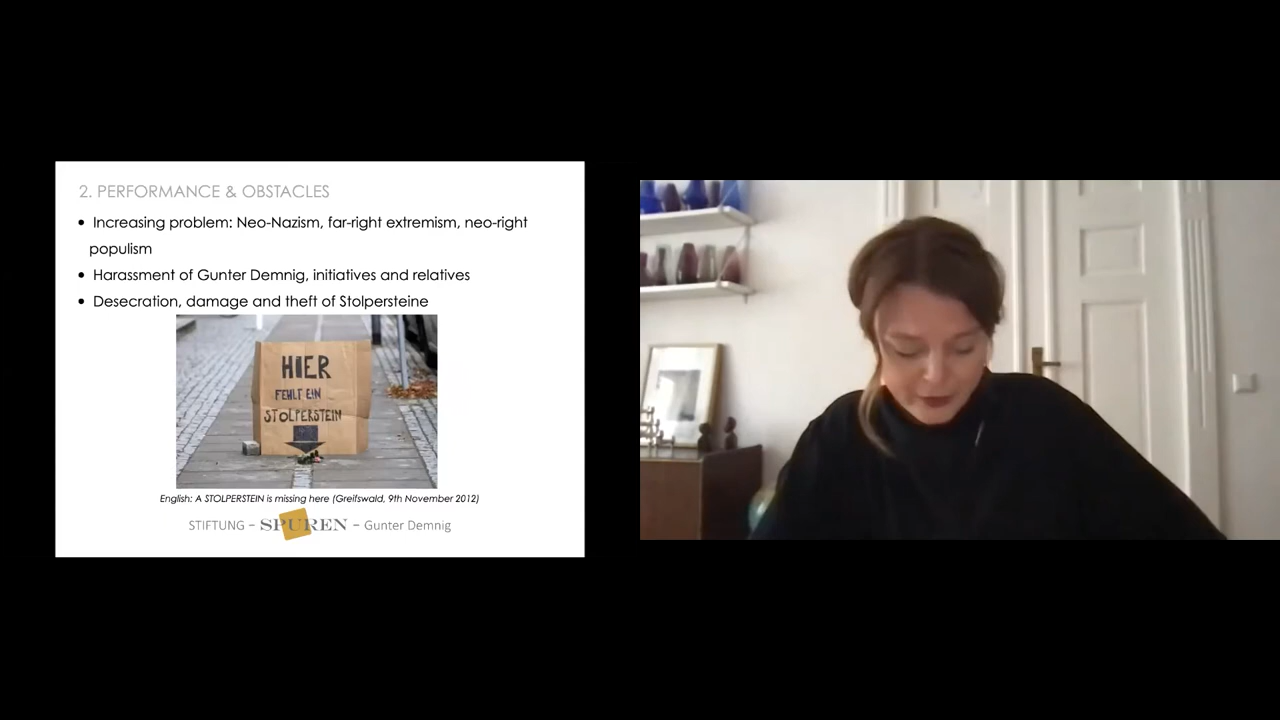 2. PERFORMANCE & OBSTACLES
• Increasing problem: Neo-Nazism, far-right extremism, neo-right
populism
• Harassment of Gunter Demnig, initiatives and relatives
• Desecration, damage and theft of Stolpersteine
HIER
FEHLT EIN
STOLPERSTEIN
English: A STOLPERSTEIN is missing here (Greifswald, 9th November 2012)
STIFTUNG – SPUREN – Gunter Demnig